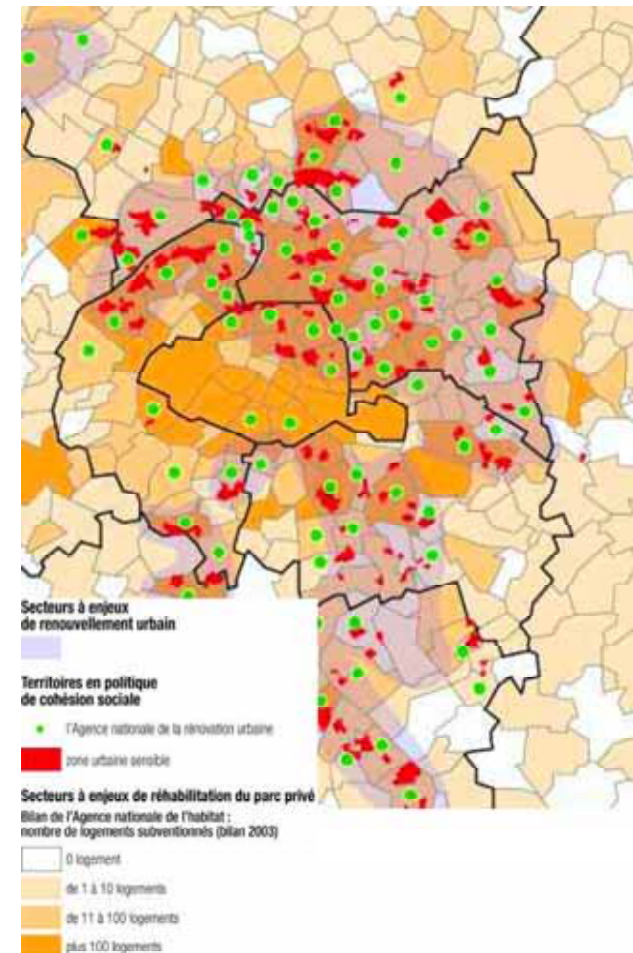 Secteurs à enjeux
de renouvellement urbain
Territoires en politique
de cohésion sociale
l'Agence nationale de la rénovation urbaine
zone urbaine sensible
Secteurs à enjeux de réhabilitation du parc privé
Bilan de l'Agence nationale de l'habitat :
nombre de logements subventionnés (bilan 2003)
0 logement
de 1 à 10 logements
de 11 à 100 logements
plus 100 logements